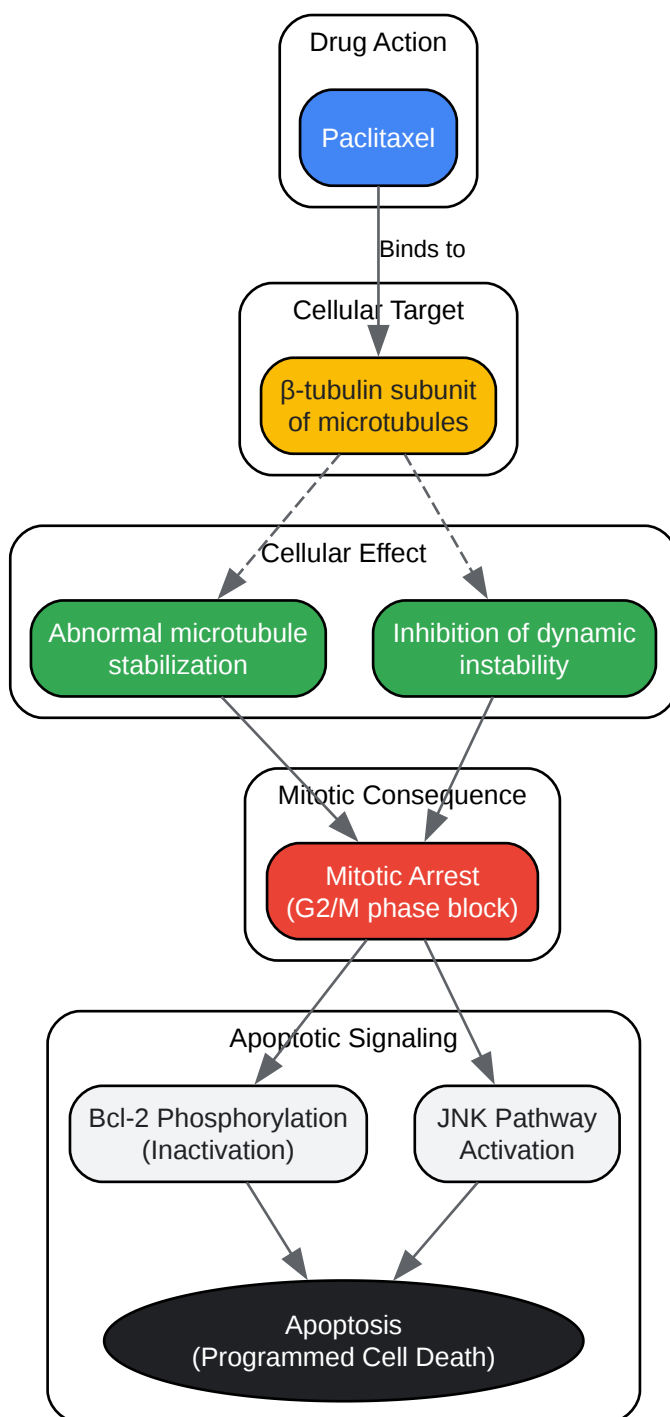 Drug Action
Paclitaxel
Binds to
Cellular Target
β-tubulin subunit
of microtubules
Cellular Effect
Abnormal microtubule
stabilization
Inhibition of dynamic
instability
Mitotic Consequence
Mitotic Arrest
(G2/M phase block)
Apoptotic Signaling
Bcl-2 Phosphorylation
(Inactivation)
JNK Pathway
Activation
Apoptosis
(Programmed Cell Death)